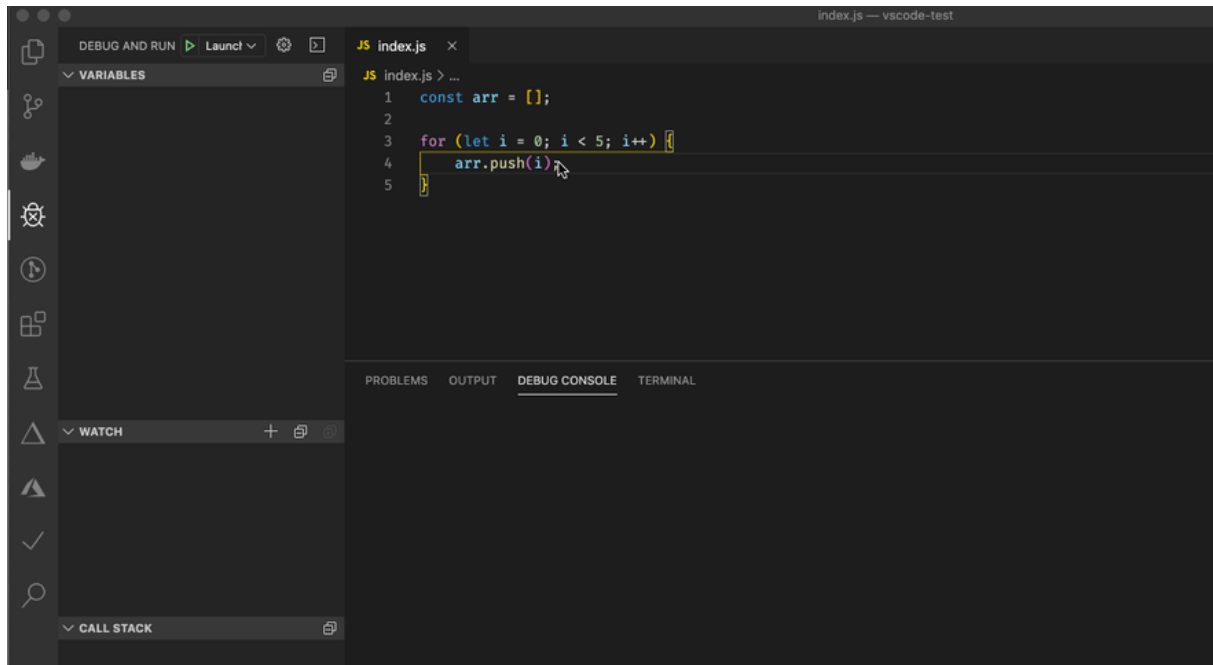 index.js — vscode-test
DEBUG AND RUN Launch
JS index.js
VARIABLES
JS index.js > ...
1 const arr = [];
2
3 for (let i = 0; i < 5; i++) {
4 arr.push(i);
5 }
PROBLEMS OUTPUT DEBUG CONSOLE TERMINAL
WATCH
CALL STACK